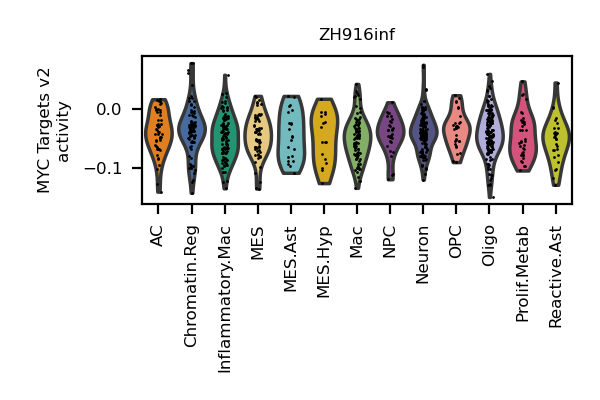 ZH916inf
MYC Targets v2
activity
0.0
−0.1
AC
Chromatin.Reg
Inflammatory.Mac
MES
MES.Ast
MES.Hyp
Mac
NPC
Neuron
OPC
Oligo
Prolif.Metab
Reactive.Ast